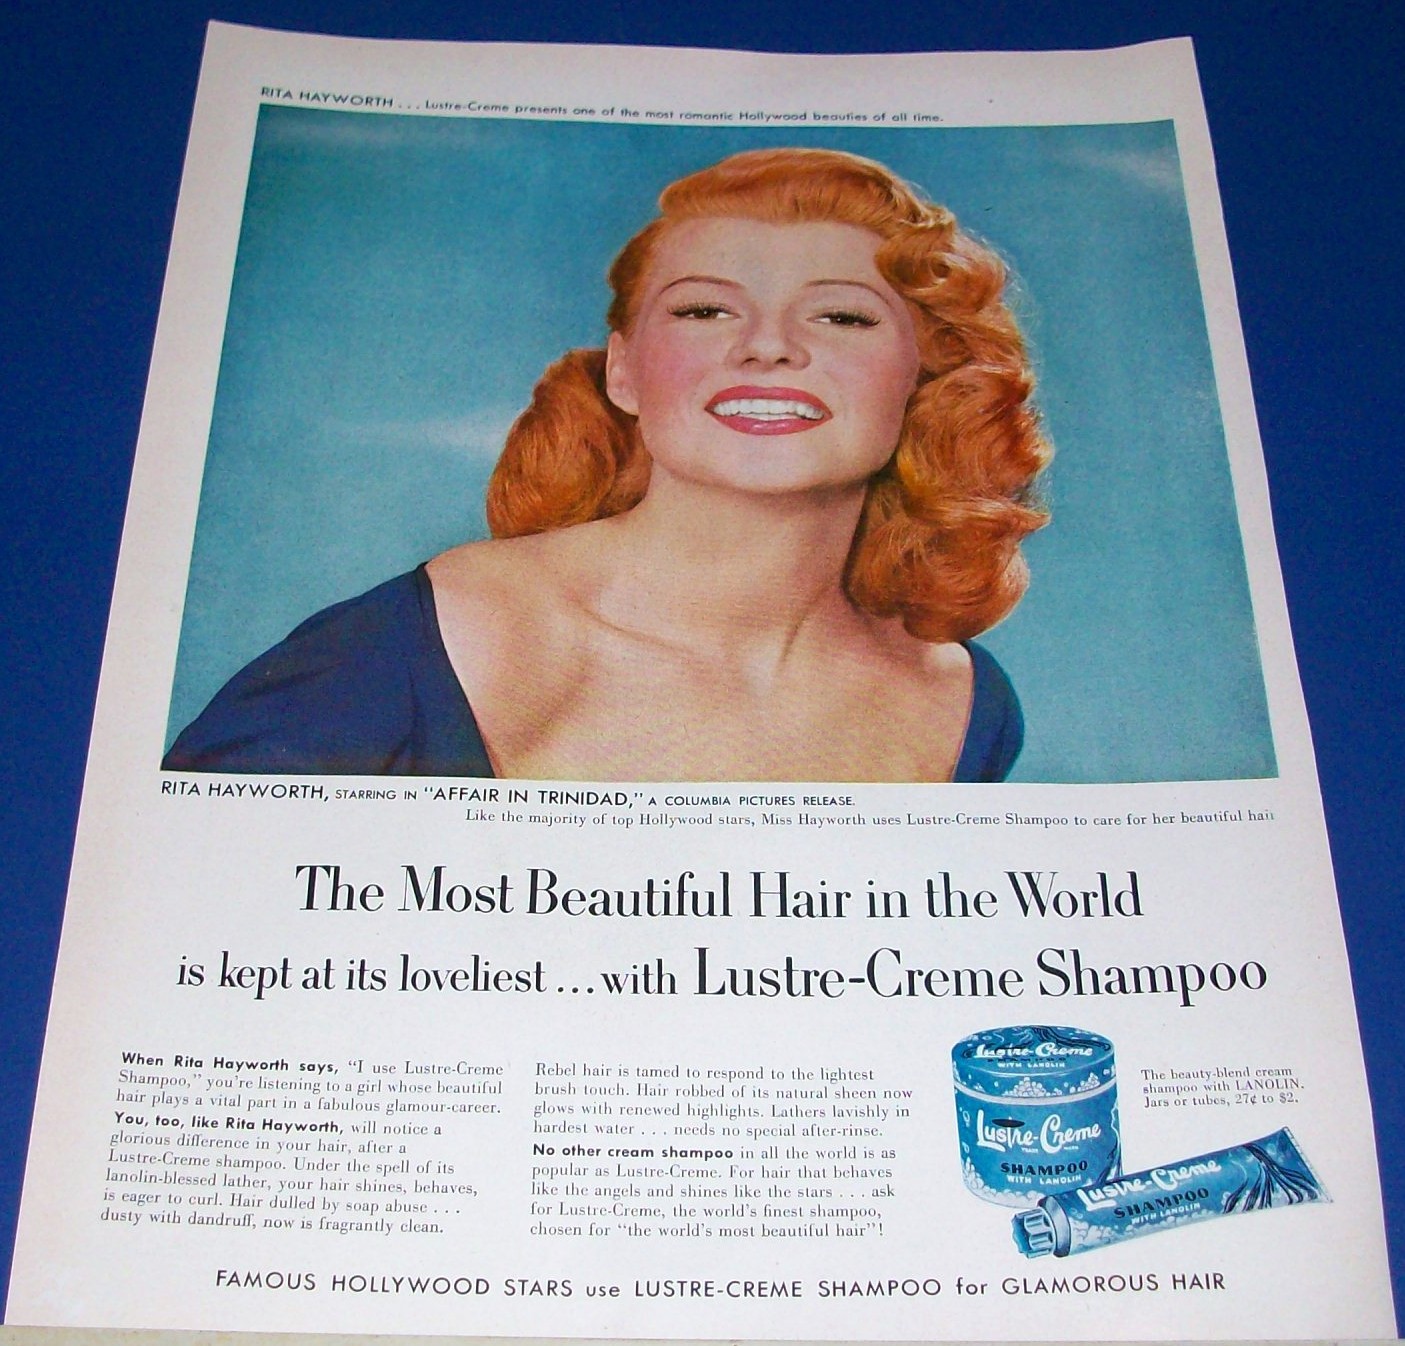 RITA HAYWORTH . . . Lustre-Creme presents one of the most romantic Hollywood beauties of all time.
RITA HAYWORTH, STARRING IN "AFFAIR IN TRINIDAD," A COLUMBIA PICTURES RELEASE.
Like the majority of top Hollywood stars, Miss Hayworth uses Lustre-Creme Shampoo to care for her beautiful hair
The Most Beautiful Hair in the World
is kept at its loveliest ... with Lustre-Creme Shampoo
When Rita Hayworth says, "I use Lustre-Creme
Shampoo," you're listening to a girl whose beautiful
hair plays a vital part in a fabulous glamour-career.
You, too, like Rita Hayworth, will notice a
glorious difference in your hair, after a
Lustre-Creme shampoo. Under the spell of its
lanolin-blessed lather, your hair shines, behaves,
is eager to curl. Hair dulled by soap abuse . . .
dusty with dandruff, now is fragrantly clean.
Rebel hair is tamed to respond to the lightest
brush touch. Hair robbed of its natural sheen now
glows with renewed highlights. Lathers lavishly in
hardest water . . . needs no special after-rinse.
No other cream shampoo in all the world is as
popular as Lustre-Creme. For hair that behaves
like the angels and shines like the stars . . . ask
for Lustre-Creme, the world's finest shampoo,
chosen for "the world's most beautiful hair"!
Lustre-Creme
WITH LANOLIN
Lustre-Creme
SHAMPOO
WITH LANOLIN
Lustre-Creme
SHAMPOO
WITH LANOLIN
The beauty-blend cream
shampoo with LANOLIN.
Jars or tubes, 27¢ to $2.
FAMOUS HOLLYWOOD STARS use LUSTRE-CREME SHAMPOO for GLAMOROUS HAIR